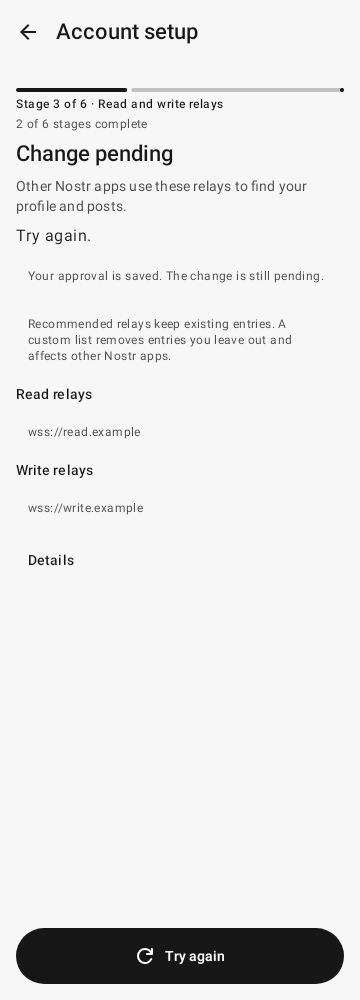 Account setup
Stage 3 of 6 · Read and write relays
2 of 6 stages complete
Change pending
Other Nostr apps use these relays to find your
profile and posts.
Try again.
Your approval is saved. The change is still pending.
Recommended relays keep existing entries. A
custom list removes entries you leave out and
affects other Nostr apps.
Read relays
wss://read.example
Write relays
wss://write.example
Details
Try again